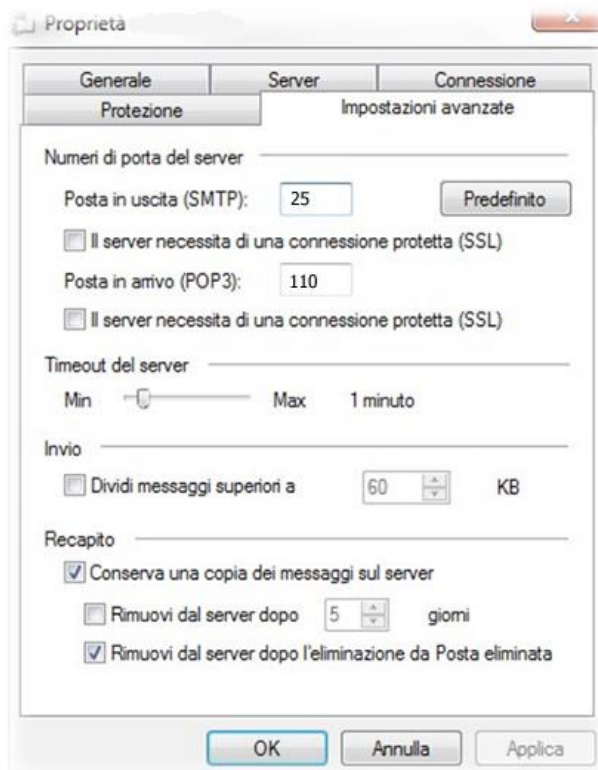 Proprietà
Generale Server Connessione
Protezione Impostazioni avanzate
Numeri di porta del server
Posta in uscita (SMTP): 25 Predefinito
Il server necessita di una connessione protetta (SSL)
Posta in arrivo (POP3): 110
Il server necessita di una connessione protetta (SSL)
Timeout del server
Min Max 1 minuto
Invio
Dividi messaggi superiori a 60 KB
Recapito
Conserva una copia dei messaggi sul server
Rimuovi dal server dopo 5 giorni
Rimuovi dal server dopo l'eliminazione da Posta eliminata
OK Annulla Applica